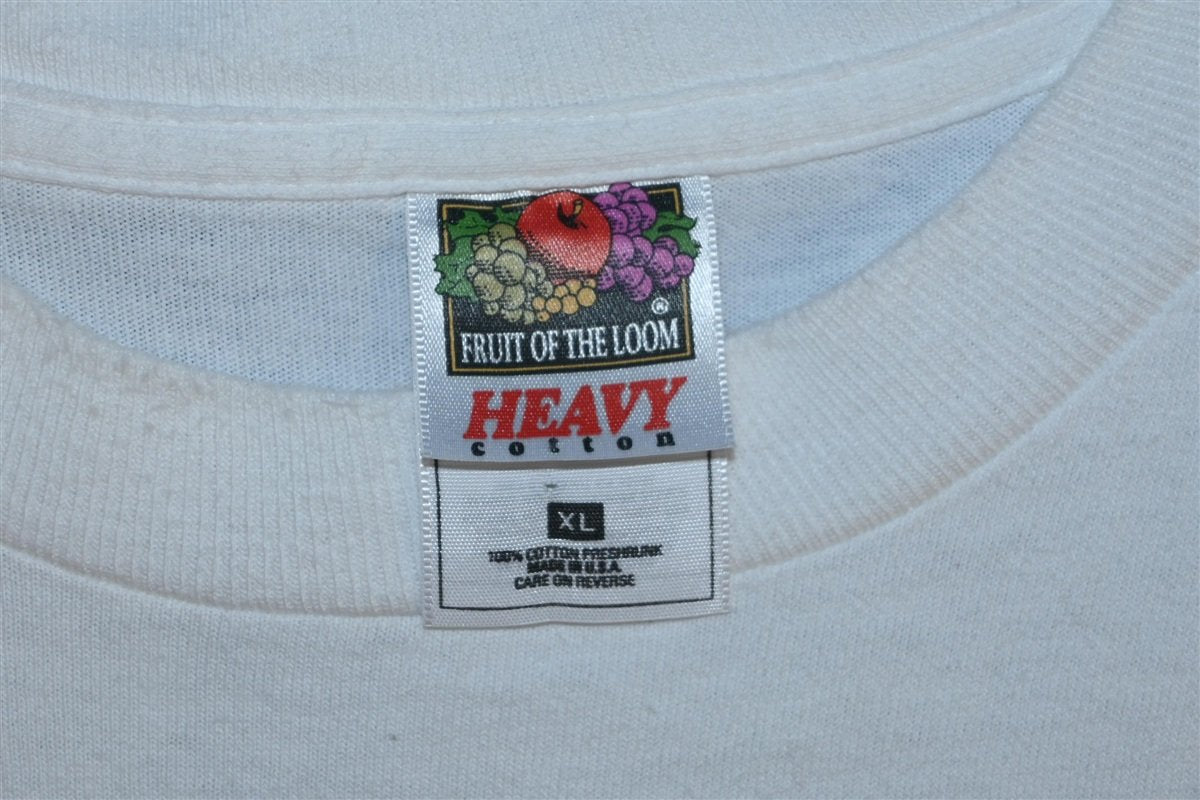 ®
FRUIT OF THE LOOM
HEAVY
cotton
XL
100% COTTON PRESHRUNK
MADE IN U.S.A.
CARE ON REVERSE